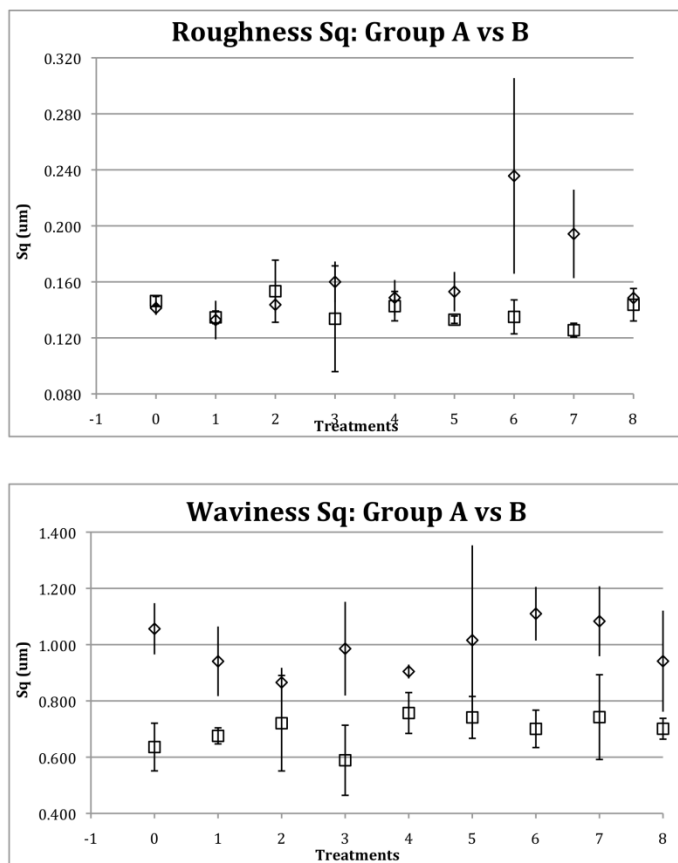 Roughness Sq: Group A vs B
0.320
0.280
0.240
0.200
0.160
0.120
0.080
Sq (um)
-1 0 1 2 3 4 5 6 7 8
Treatments
Waviness Sq: Group A vs B
1.400
1.200
1.000
0.800
0.600
0.400
Sq (um)
-1 0 1 2 3 4 5 6 7 8
Treatments